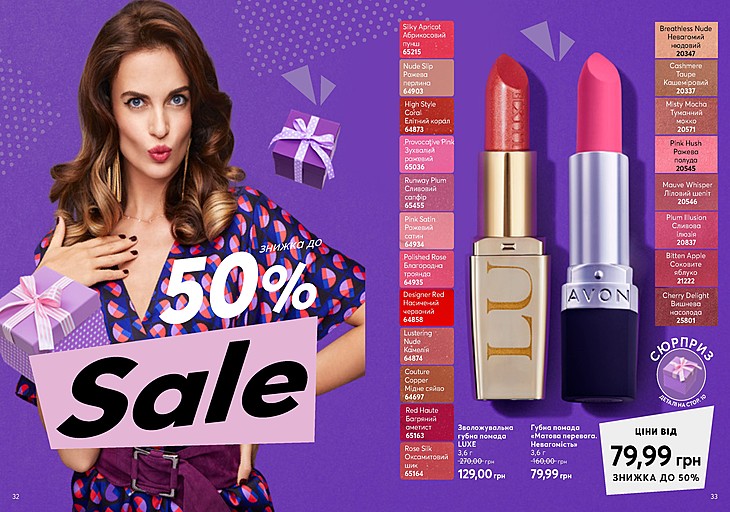 знижка до
50%
Sale
32
Silky Apricot
Абрикосовий
пунш
65215
Nude Slip
Рожева
перлина
64903
High Style
Coral
Елітний корал
64873
Provocative Pink
Зухвалий
рожевий
65036
Runway Plum
Сливовий
сапфір
65455
Pink Satin
Рожевий
сатин
64934
Polished Rose
Благородна
троянда
64935
Designer Red
Насичений
червоний
64858
Lustering
Nude
Камелія
64874
Couture
Copper
Мідне сяйво
64697
Red Haute
Багряний
аметист
65163
Rose Silk
Оксамитовий
шик
65164
LUXE
LU
AVON
Breathless Nude
Невагомий
нюдовий
20347
Cashmere
Taupe
Кашеміровий
20337
Misty Mocha
Туманний
мокко
20571
Pink Hush
Рожева
полуда
20545
Mauve Whisper
Ліловий шепіт
20546
Plum Illusion
Сливова
ілюзія
20837
Bitten Apple
Соковите
яблуко
21222
Cherry Delight
Вишнева
насолода
25801
СЮРПРИЗ
ДЕТАЛІ НА СТОР. 10
Зволожувальна
губна помада
LUXE
3,6 г
270,00 грн
129,00 грн
Губна помада
«Матова перевага.
Невагомість»
3,6 г
160,00 грн
79,99 грн
ЦІНИ ВІД
79,99 грн
ЗНИЖКА ДО 50%
33